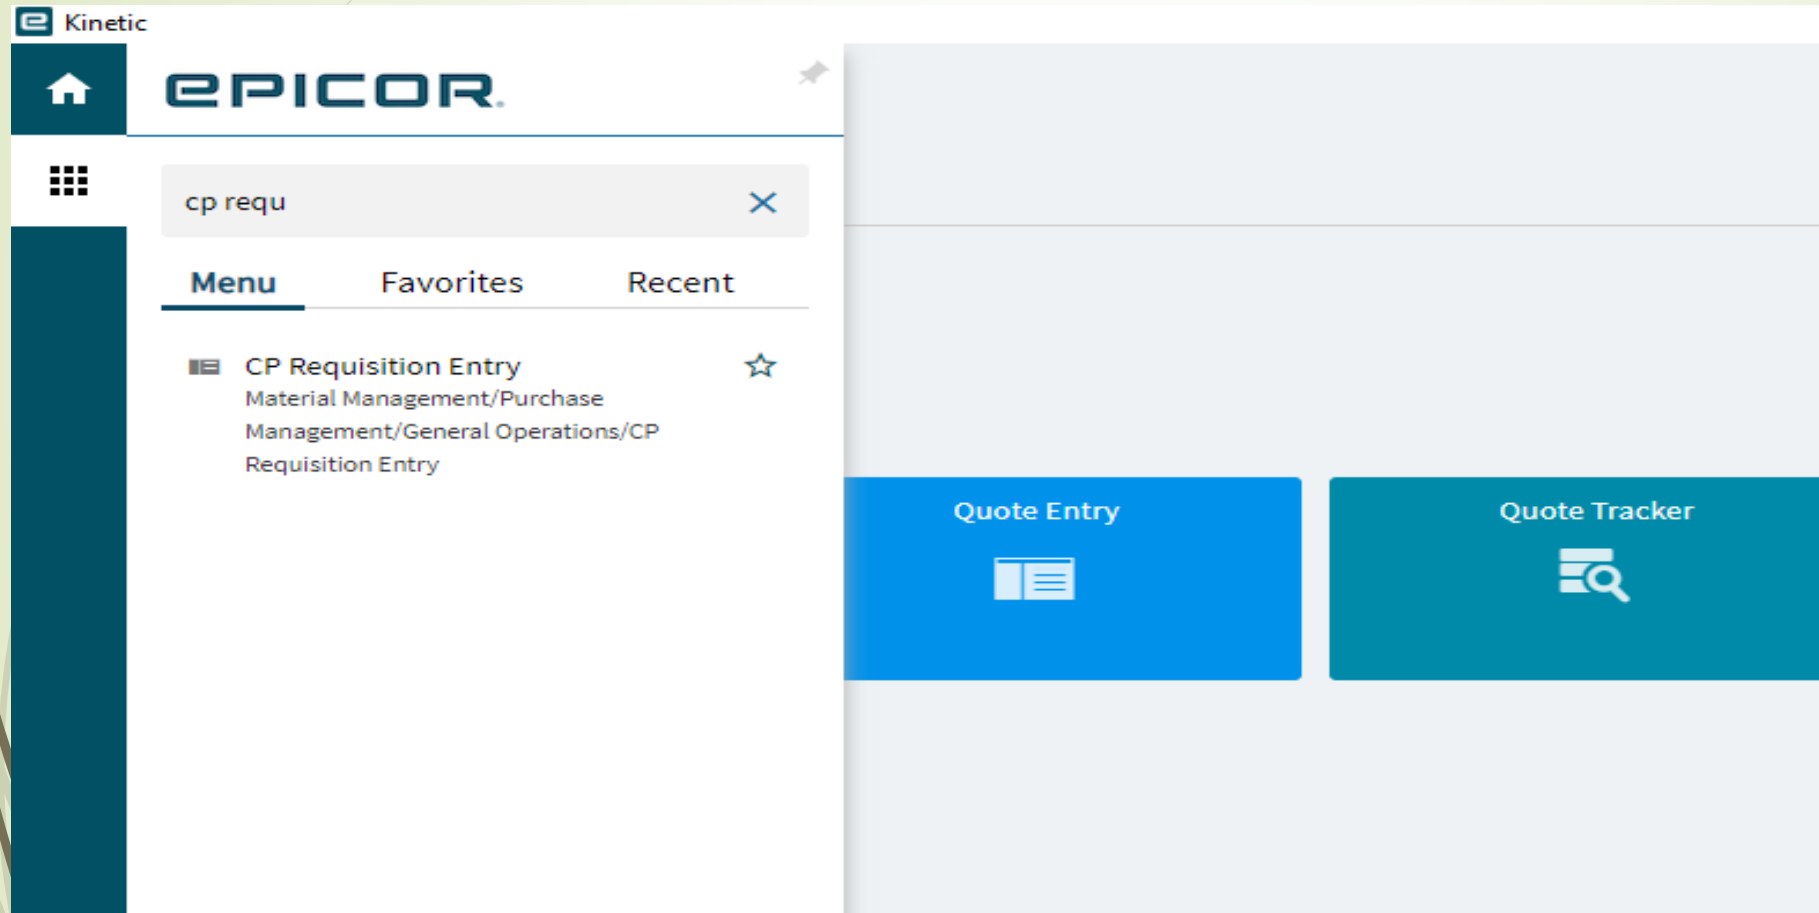 Kinetic
EPICOR.
cp requ
Menu Favorites Recent
CP Requisition Entry
Material Management/Purchase
Management/General Operations/CP
Requisition Entry
Quote Entry
Quote Tracker